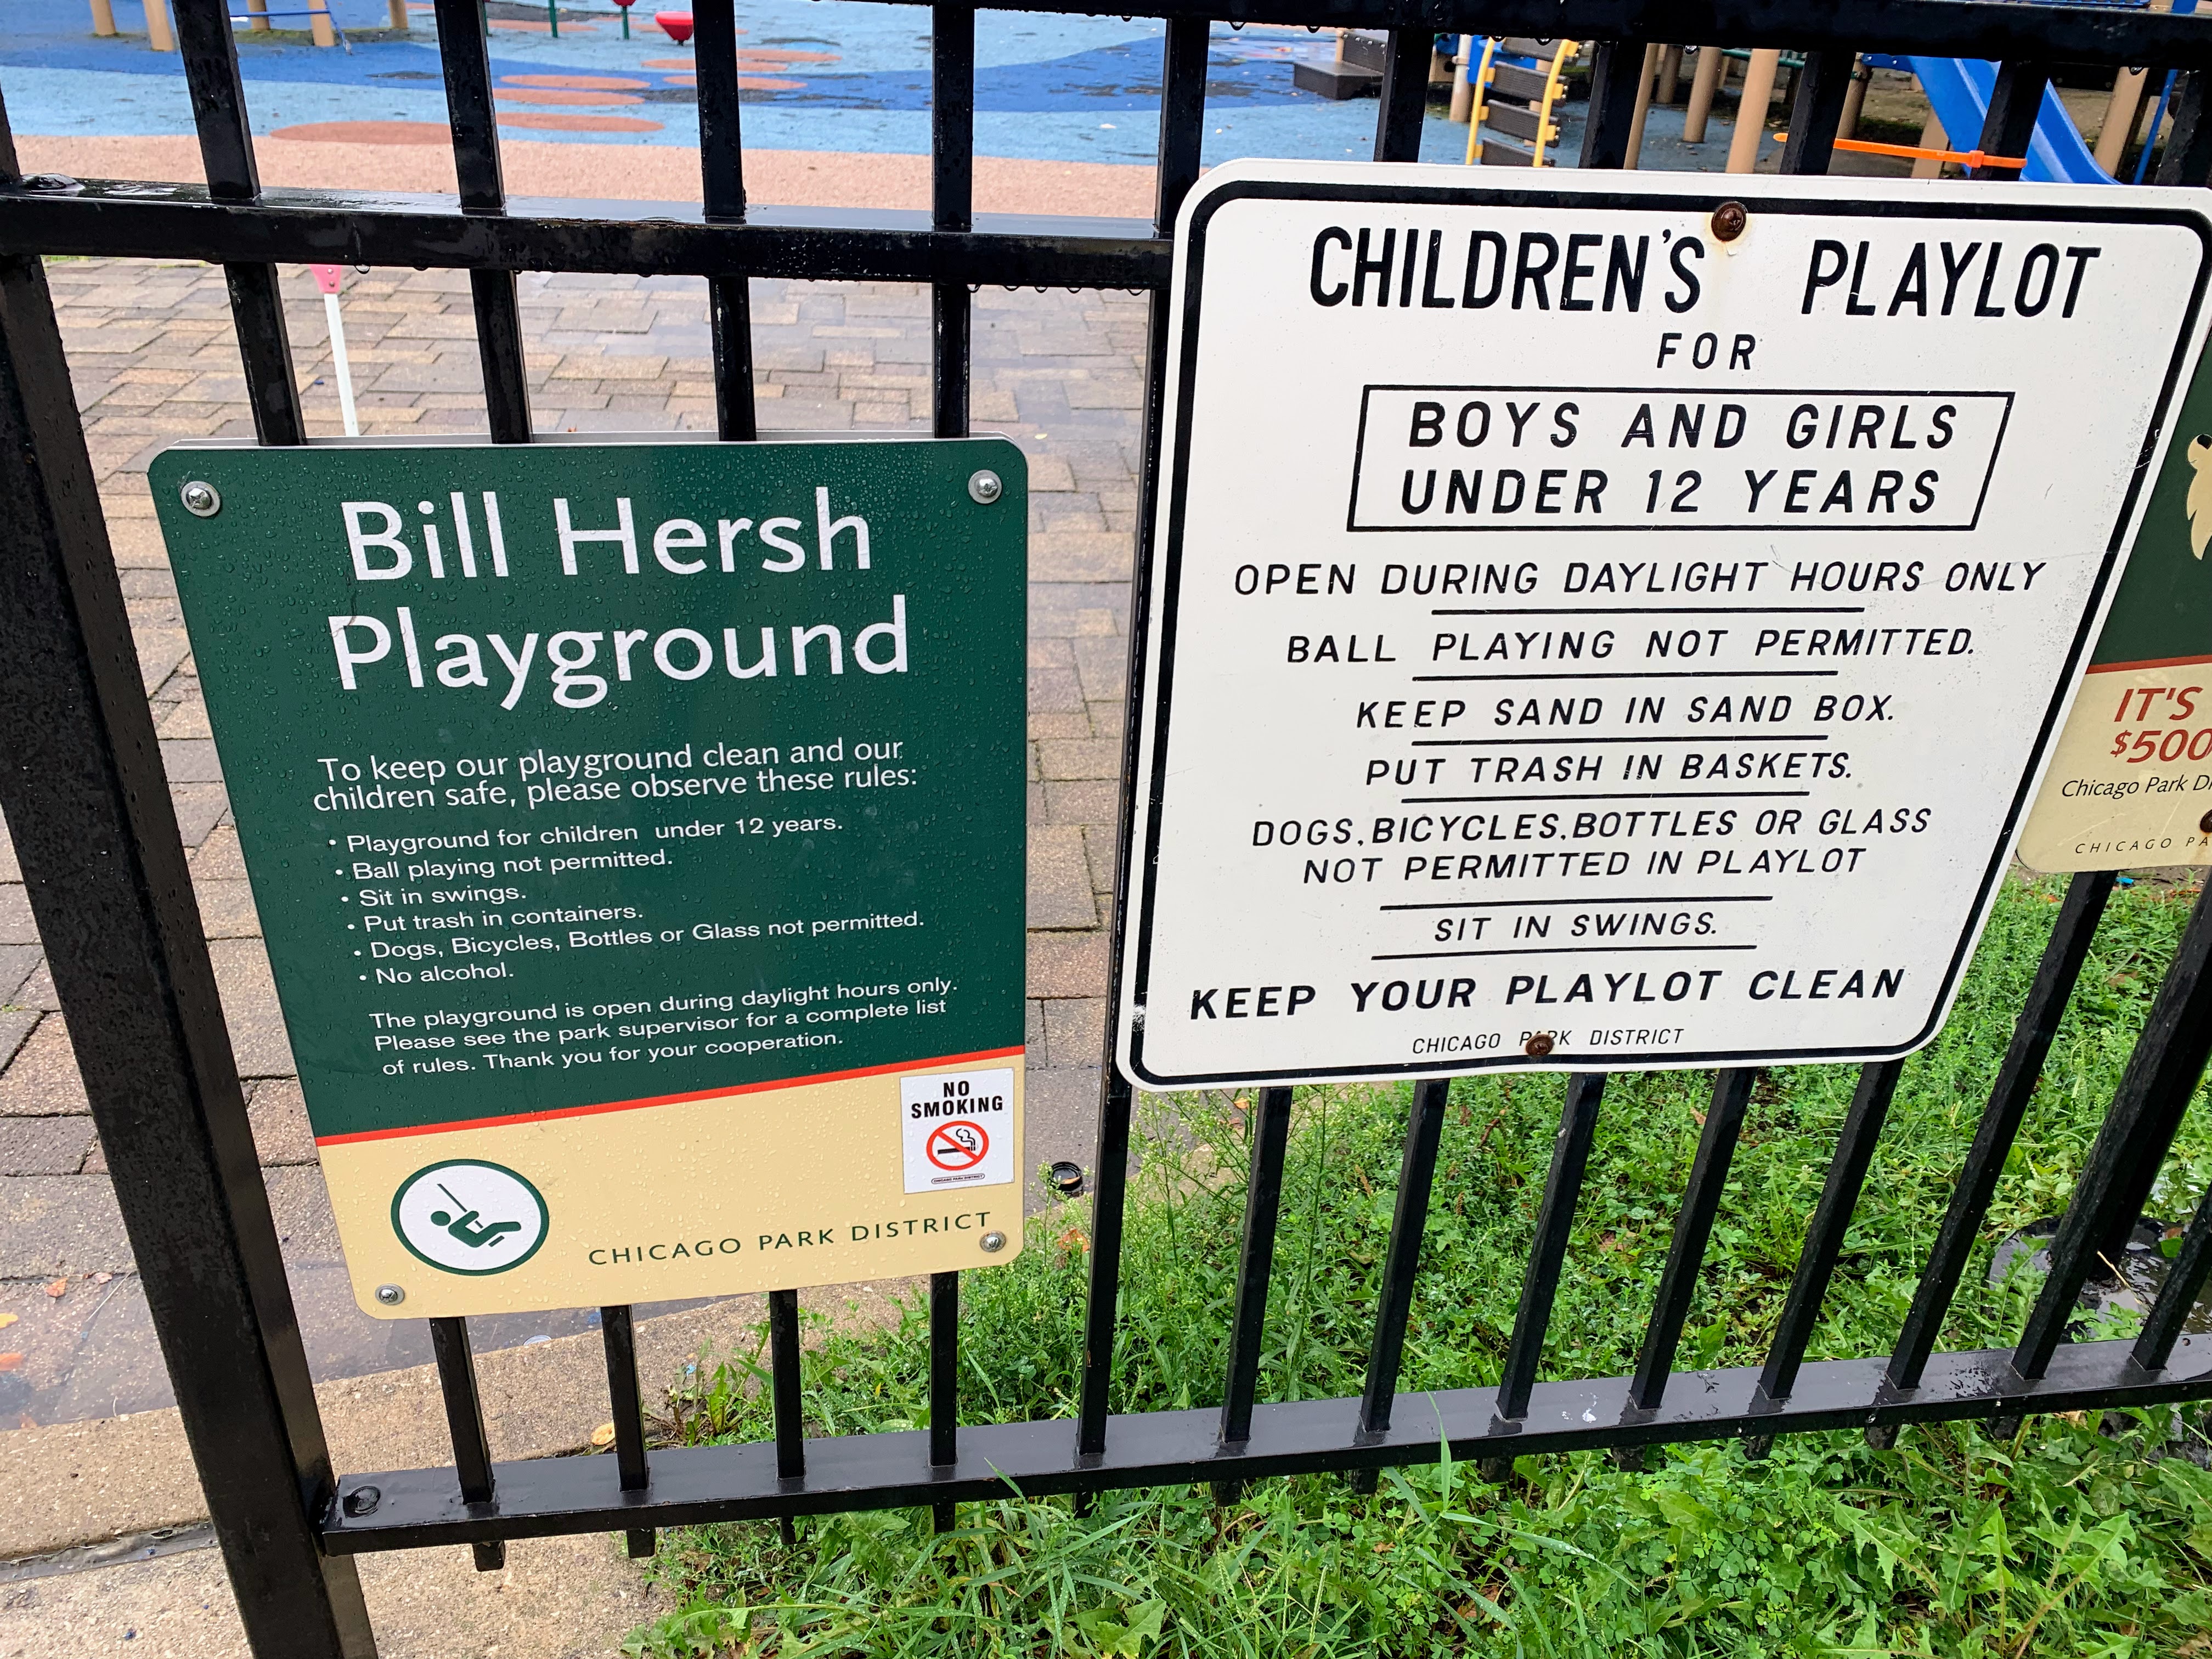 Bill Hersh
Playground
To keep our playground clean and our
children safe, please observe these rules:
• Playground for children under 12 years.
• Ball playing not permitted.
• Sit in swings.
• Put trash in containers.
• Dogs, Bicycles, Bottles or Glass not permitted.
• No alcohol.
The playground is open during daylight hours only.
Please see the park supervisor for a complete list
of rules. Thank you for your cooperation.
NO
SMOKING
CHICAGO PARK DISTRICT
CHICAGO PARK DISTRICT
CHILDREN'S PLAYLOT
FOR
BOYS AND GIRLS
UNDER 12 YEARS
OPEN DURING DAYLIGHT HOURS ONLY
BALL PLAYING NOT PERMITTED.
KEEP SAND IN SAND BOX.
PUT TRASH IN BASKETS.
DOGS, BICYCLES, BOTTLES OR GLASS
NOT PERMITTED IN PLAYLOT
SIT IN SWINGS.
KEEP YOUR PLAYLOT CLEAN
CHICAGO PARK DISTRICT
IT'S
$500
Chicago Park
CHICAGO